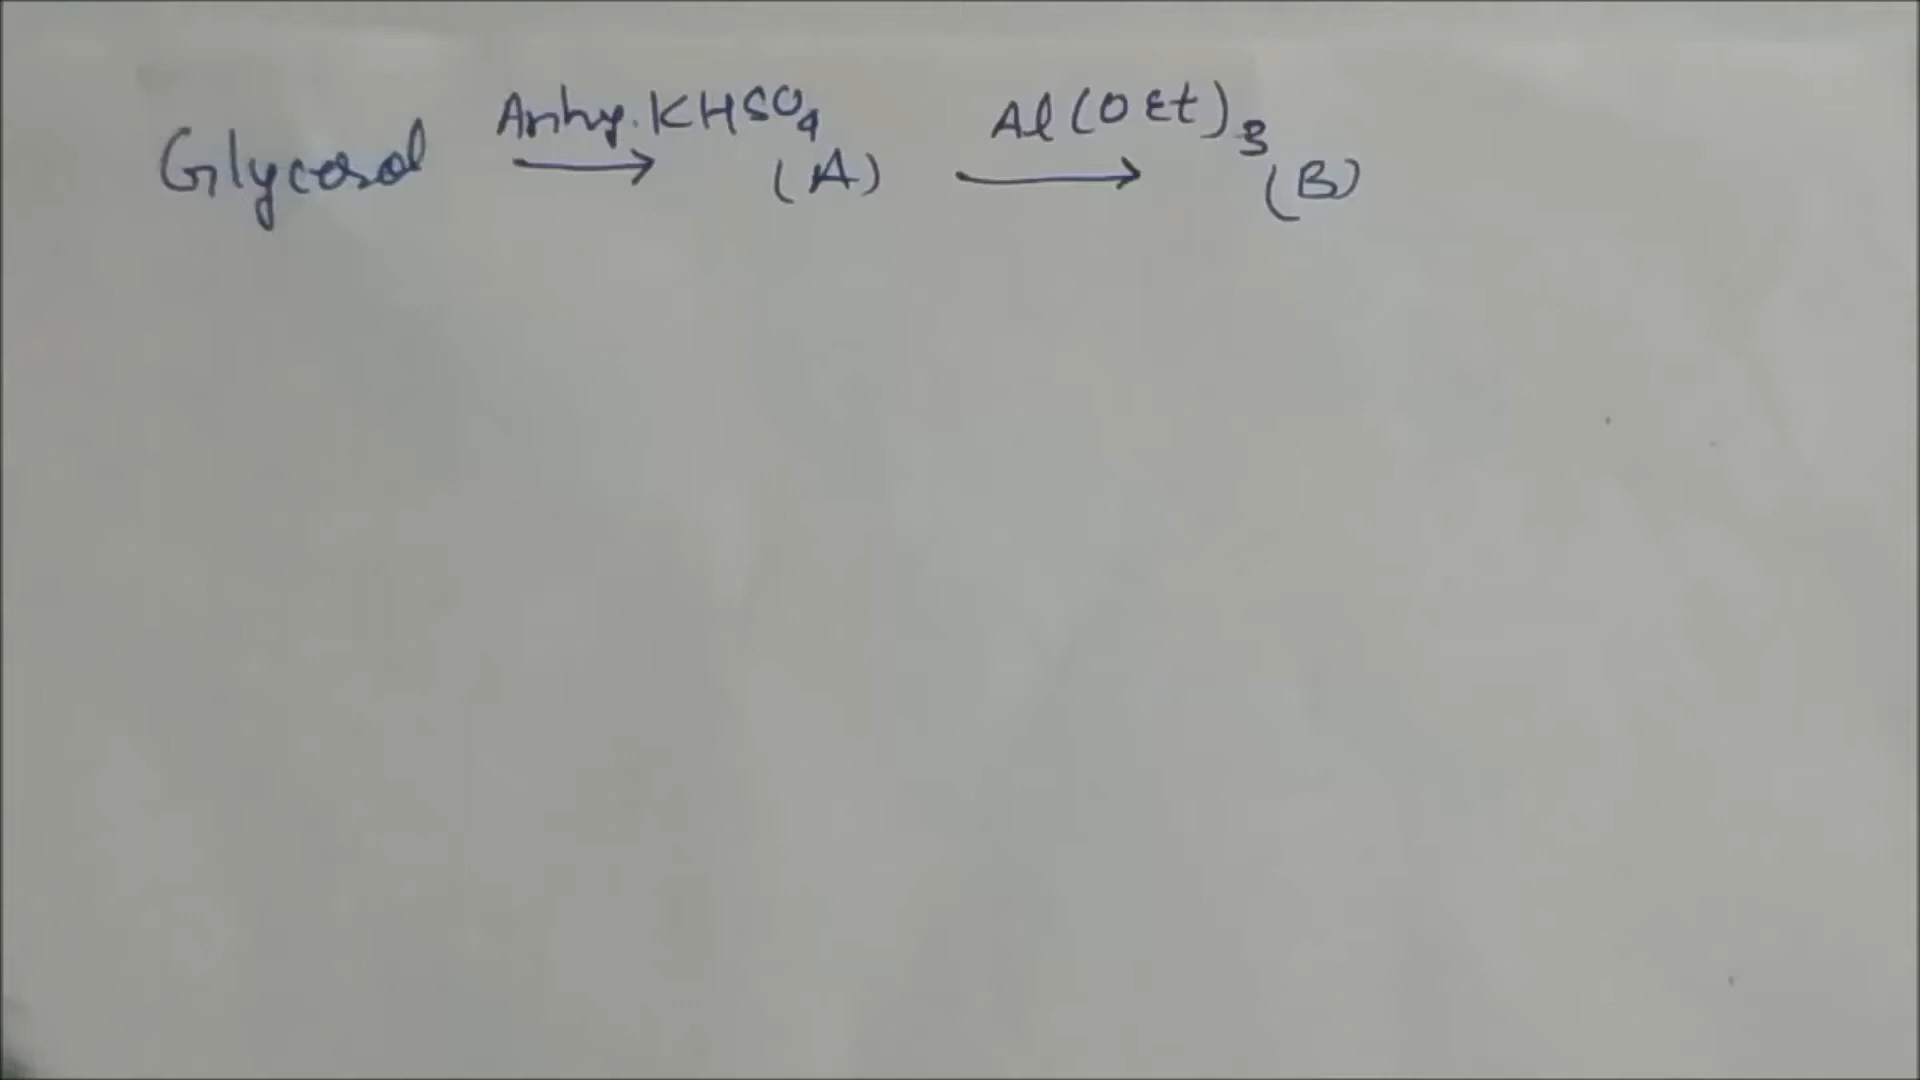 Glycerol Anhy. KHSO4 → (A) Al(OEt)3 → (B)